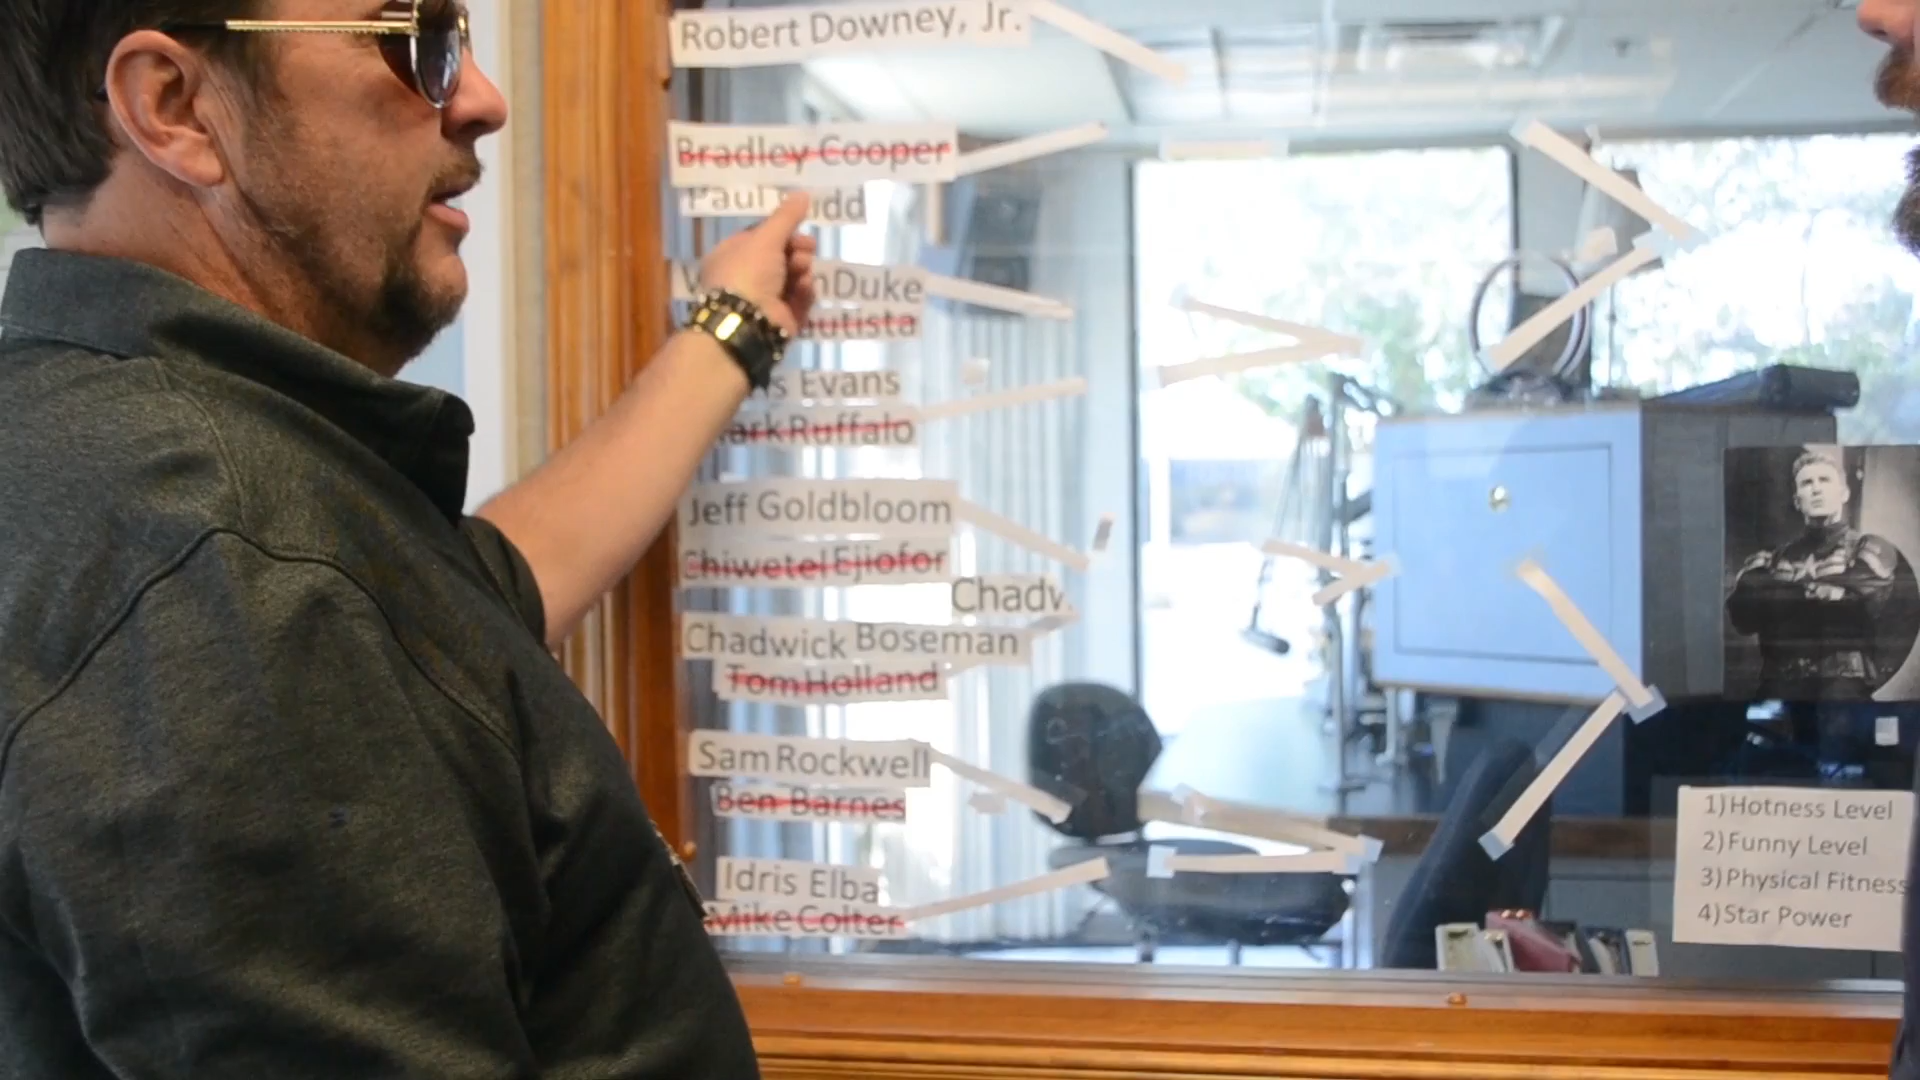 Robert Downey, Jr.
Bradley Cooper
Paul
Duke
Evans
Ruffalo
Jeff Goldbloom
Chiwetel Ejiofor
Chadwick Boseman
Tom Holland
Sam Rockwell
Ben Barnes
Idris Elba
Mike Colter
1) Hotness Level
2) Funny Level
3) Physical Fitness
4) Star Power